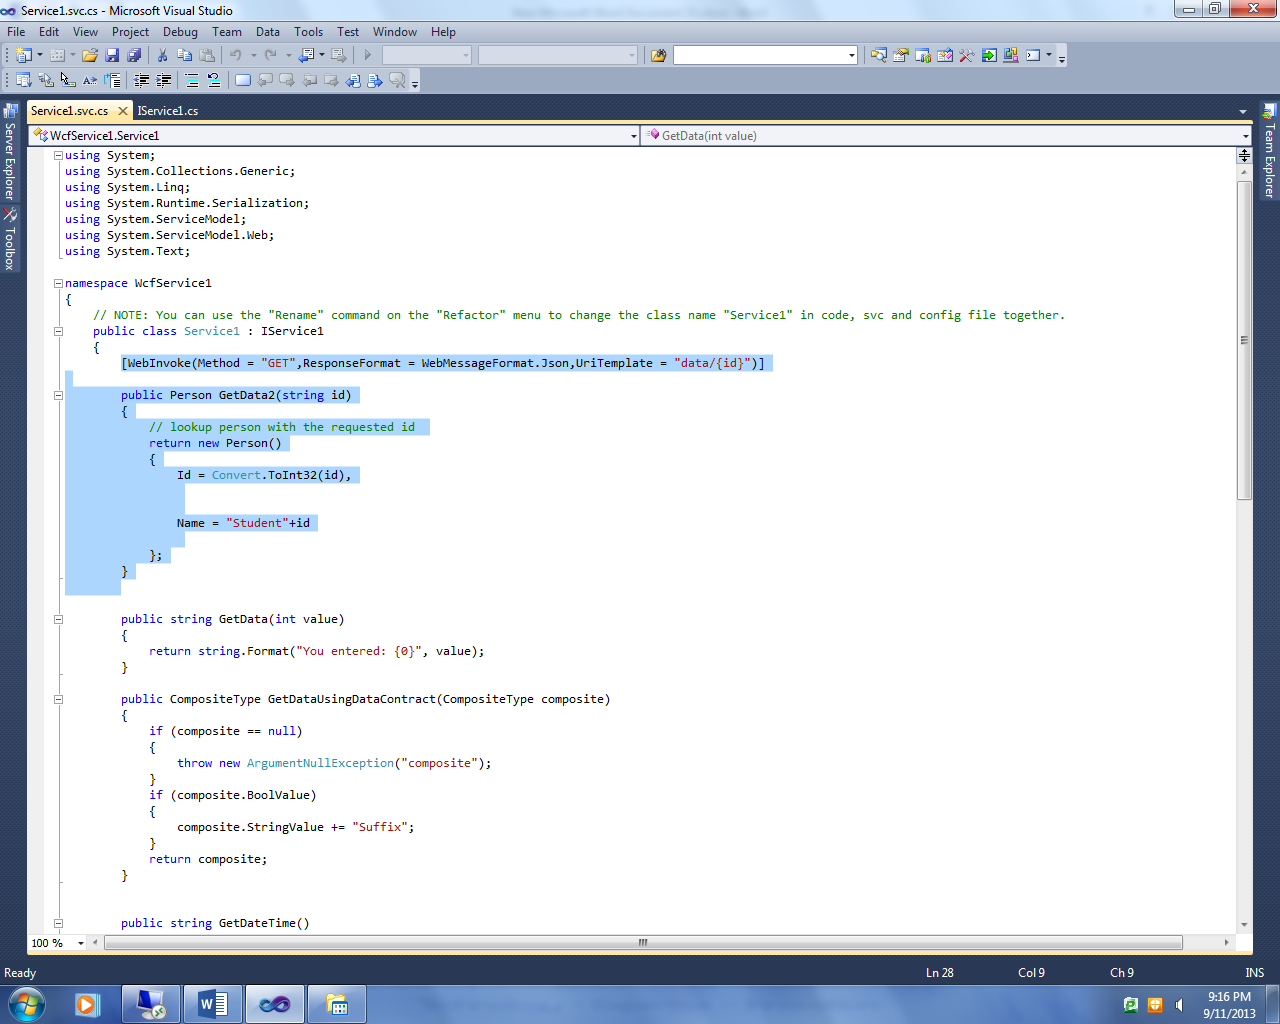 Service1.svc.cs - Microsoft Visual Studio
File Edit View Project Debug Team Data Tools Test Window Help
Service1.svc.cs IService1.cs
WcfService1.Service1 GetData(int value)
Server Explorer
Toolbox
Team Explorer
using System;
using System.Collections.Generic;
using System.Linq;
using System.Runtime.Serialization;
using System.ServiceModel;
using System.ServiceModel.Web;
using System.Text;
namespace WcfService1
{
// NOTE: You can use the "Rename" command on the "Refactor" menu to change the class name "Service1" in code, svc and config file together.
public class Service1 : IService1
{
[WebInvoke(Method = "GET",ResponseFormat = WebMessageFormat.Json,UriTemplate = "data/{id}")]
public Person GetData2(string id)
{
// lookup person with the requested id
return new Person()
{
Id = Convert.ToInt32(id),
Name = "Student"+id
};
}
public string GetData(int value)
{
return string.Format("You entered: {0}", value);
}
public CompositeType GetDataUsingDataContract(CompositeType composite)
{
if (composite == null)
{
throw new ArgumentNullException("composite");
}
if (composite.BoolValue)
{
composite.StringValue += "Suffix";
}
return composite;
}
public string GetDateTime()
100 %
Ready Ln 28 Col 9 Ch 9 INS
9:16 PM
9/11/2013